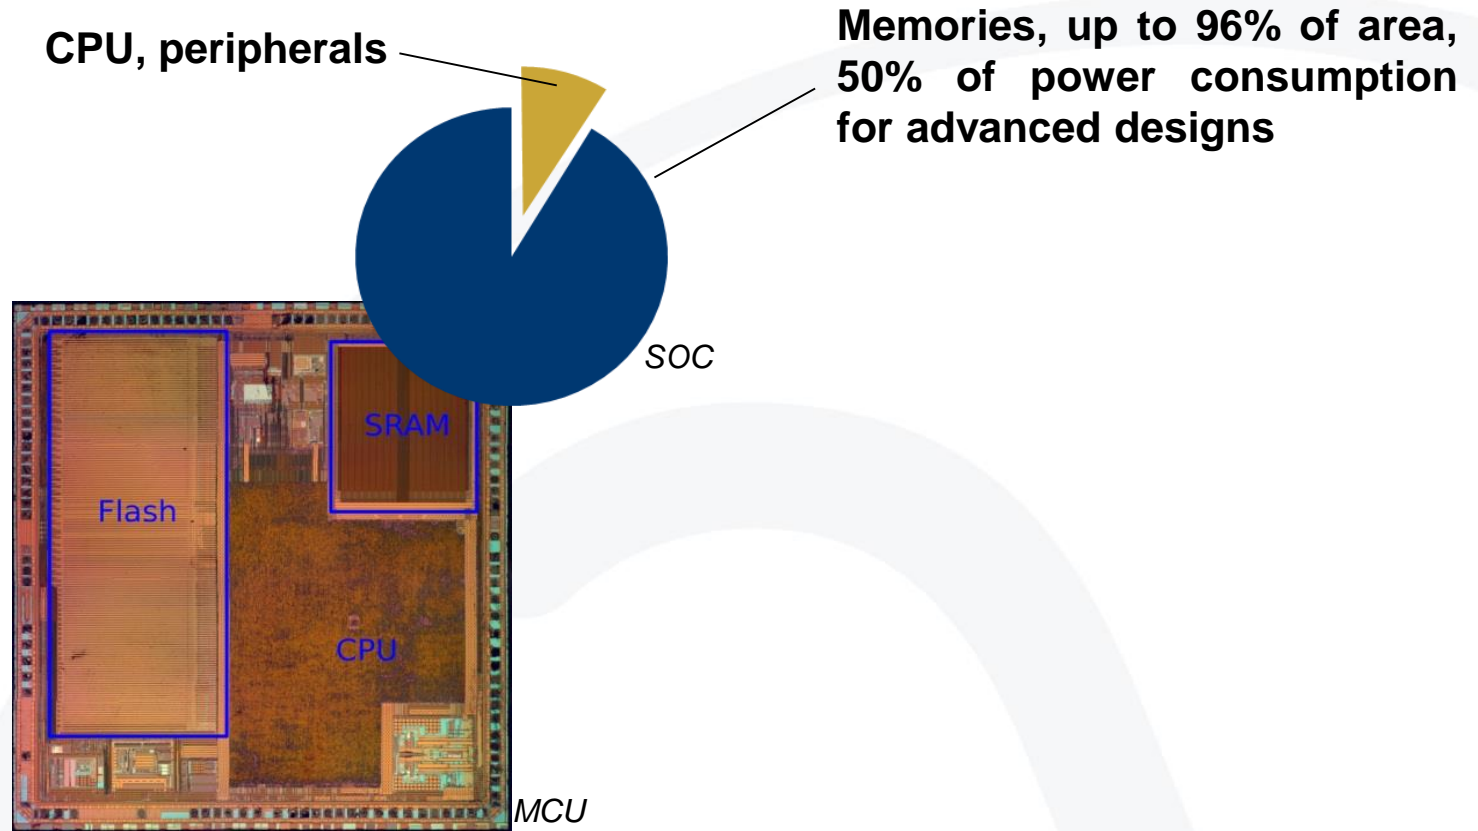 CPU, peripherals
Memories, up to 96% of area,
50% of power consumption
for advanced designs
SOC
SRAM
Flash
CPU
MCU